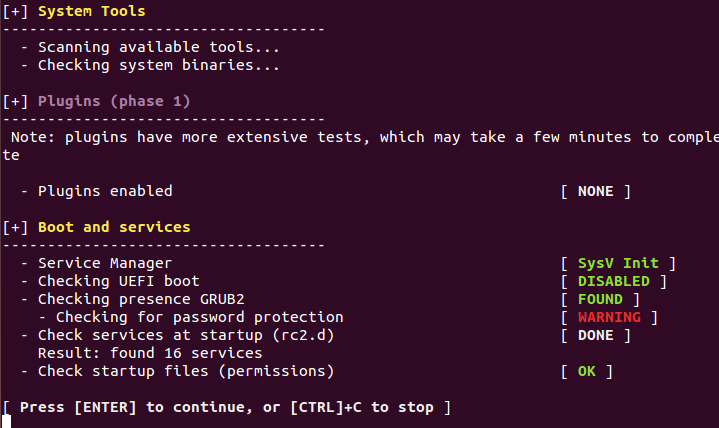 [+] System Tools
------------------------------------
- Scanning available tools...
- Checking system binaries...
[+] Plugins (phase 1)
------------------------------------
Note: plugins have more extensive tests, which may take a few minutes to comple
te
- Plugins enabled [ NONE ]
[+] Boot and services
------------------------------------
- Service Manager [ SysV Init ]
- Checking UEFI boot [ DISABLED ]
- Checking presence GRUB2 [ FOUND ]
- Checking for password protection [ WARNING ]
- Check services at startup (rc2.d) [ DONE ]
Result: found 16 services
- Check startup files (permissions) [ OK ]
[ Press [ENTER] to continue, or [CTRL]+C to stop ]